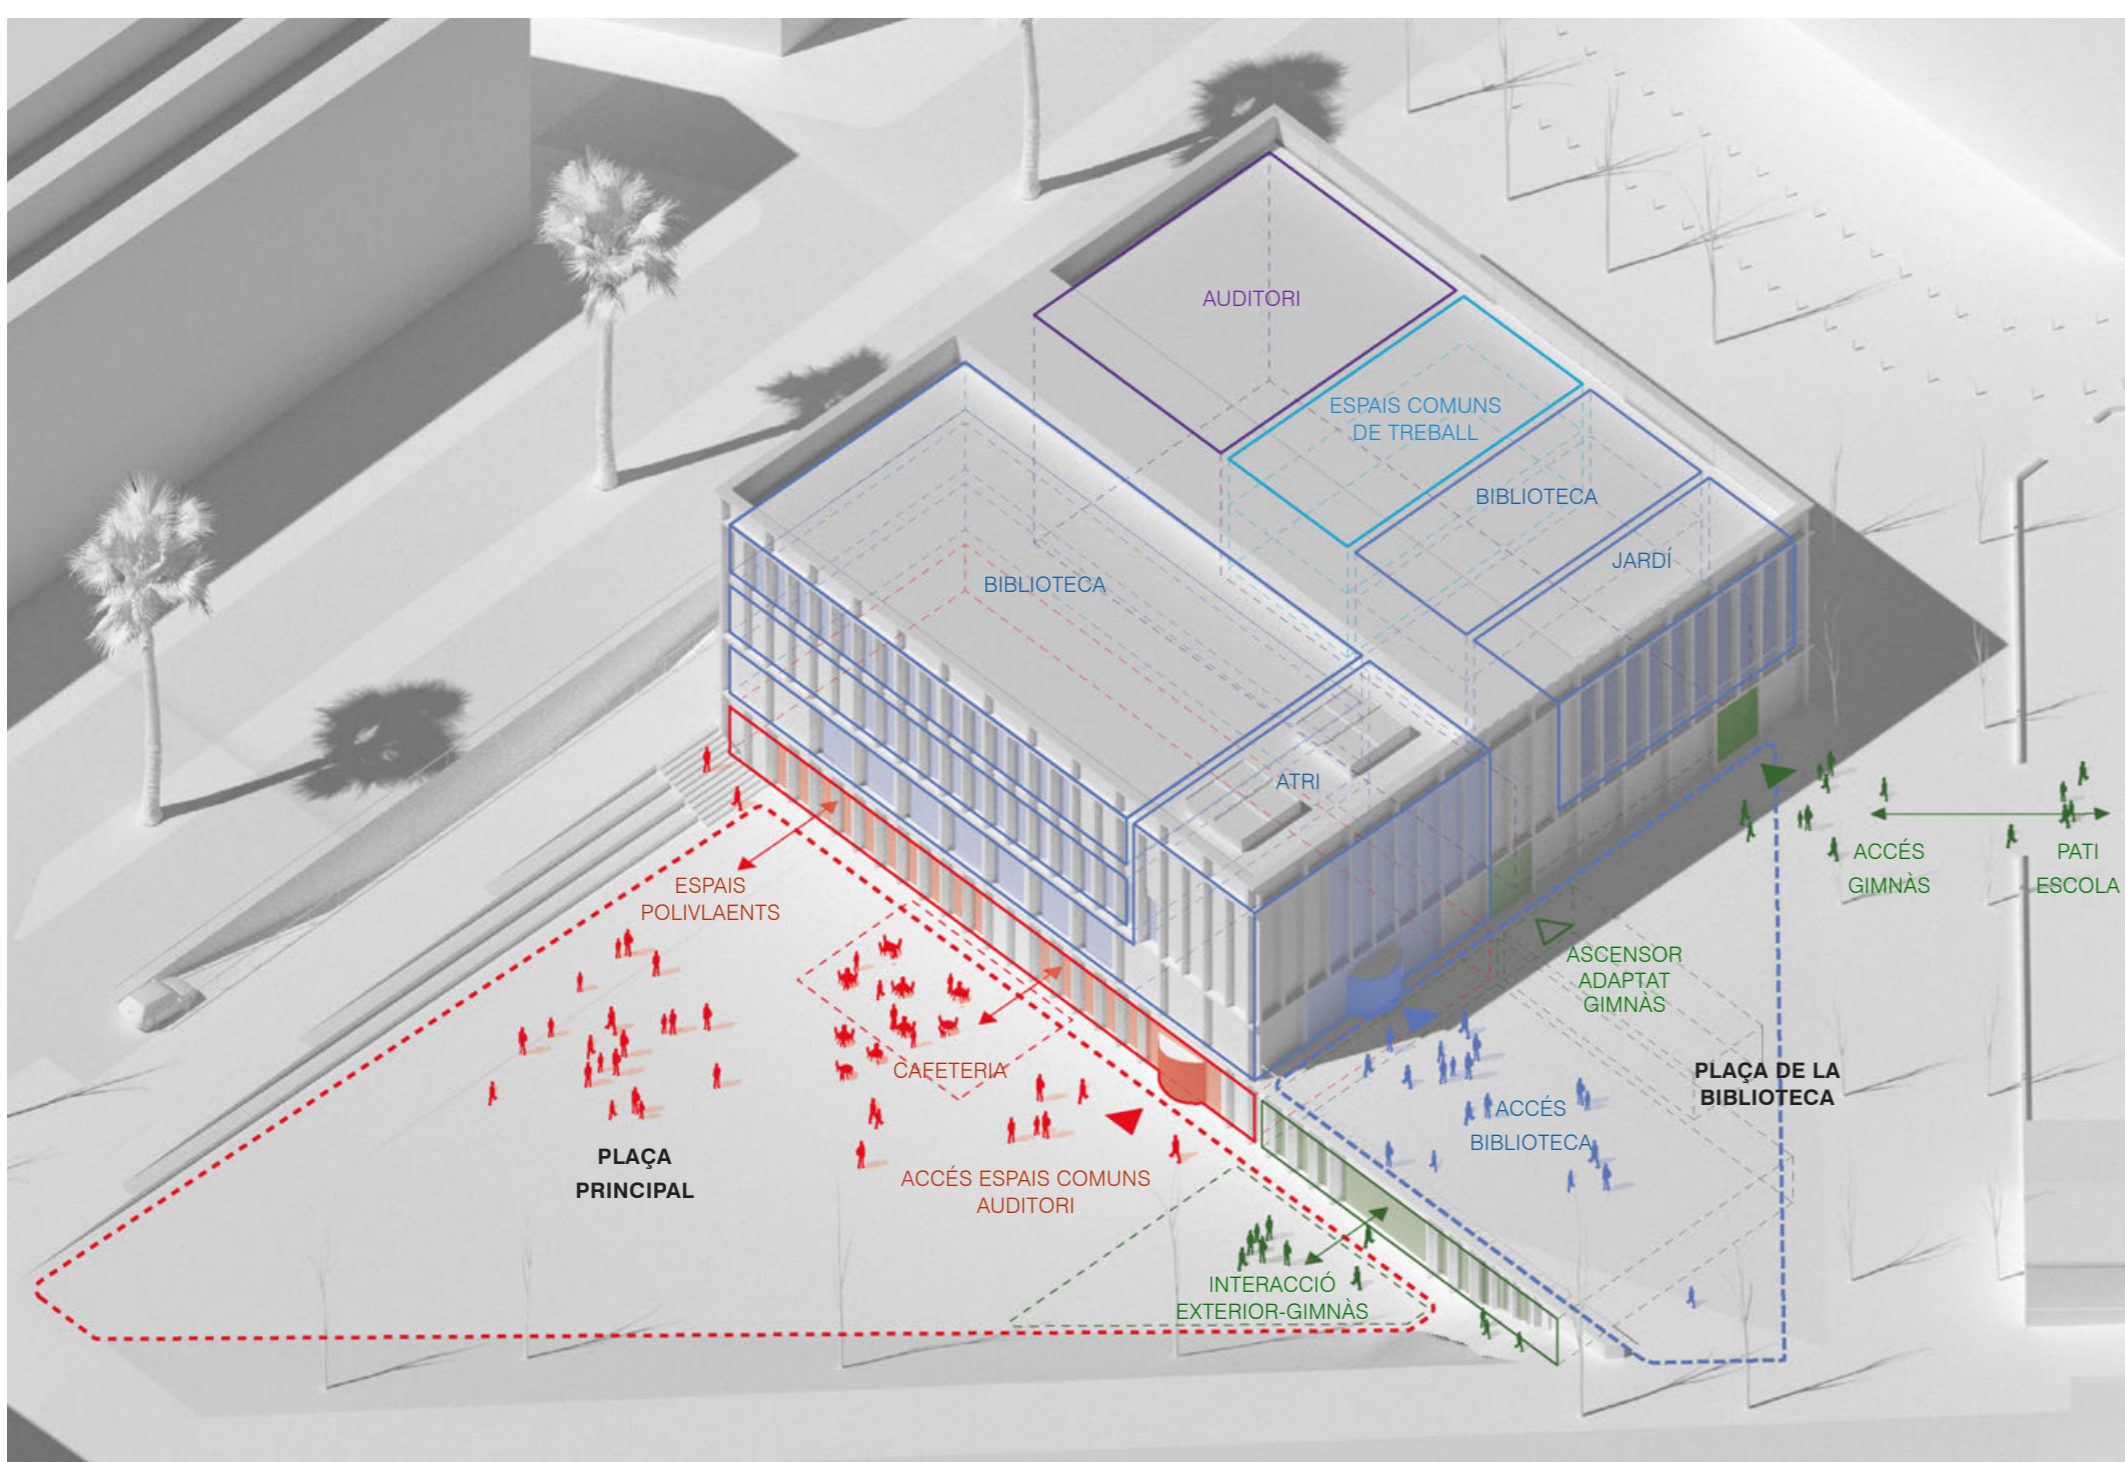 AUDITORI
ESPAIS COMUNS
DE TREBALL
BIBLIOTECA
JARDÍ
BIBLIOTECA
ATRI
ESPAIS
POLIVLAENTS
CAFETERIA
PLAÇA
PRINCIPAL
ACCÉS ESPAIS COMUNS
AUDITORI
INTERACCIÓ
EXTERIOR-GIMNÀS
ACCÉS
BIBLIOTECA
PLAÇA DE LA
BIBLIOTECA
ASCENSOR
ADAPTAT
GIMNÀS
ACCÉS
GIMNÀS
PATI
ESCOLA